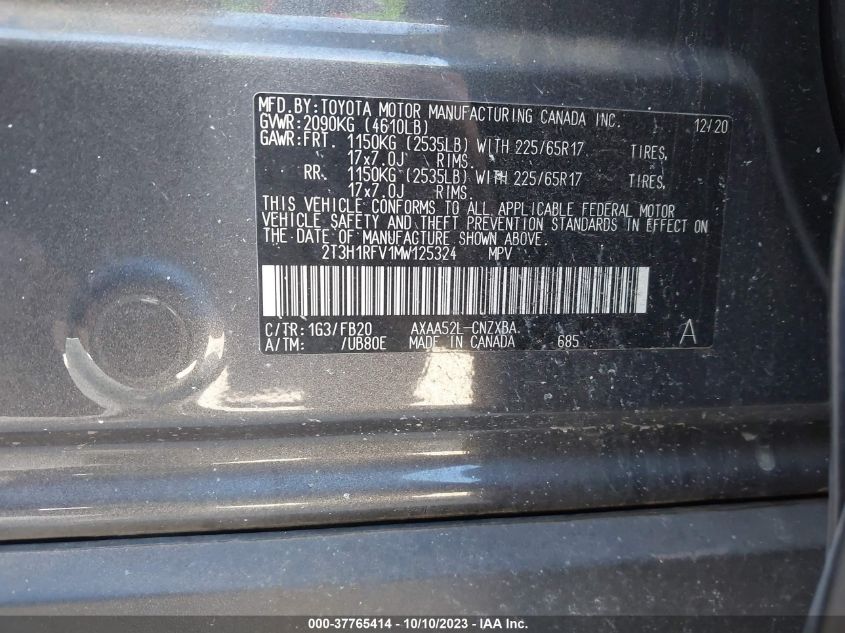 MFD.BY:TOYOTA MOTOR MANUFACTURING CANADA INC. 12/20
GVWR:2090KG (4610LB)
GAWR:FRT. 1150KG (2535LB) WITH 225/65R17 TIRES,
17x7.0J RIMS.
RR. 1150KG (2535LB) WITH 225/65R17 TIRES,
17x7.0J RIMS.
THIS VEHICLE CONFORMS TO ALL APPLICABLE FEDERAL MOTOR
VEHICLE SAFETY AND THEFT PREVENTION STANDARDS IN EFFECT ON
THE DATE OF MANUFACTURE SHOWN ABOVE.
2T3H1RFV1MW125324 MPV
C/TR:1G3/FB20 AXAA52L-CNZXBA
A/TM: /UB80E MADE IN CANADA 685 A
000-37765414 - 10/10/2023 - IAA Inc.